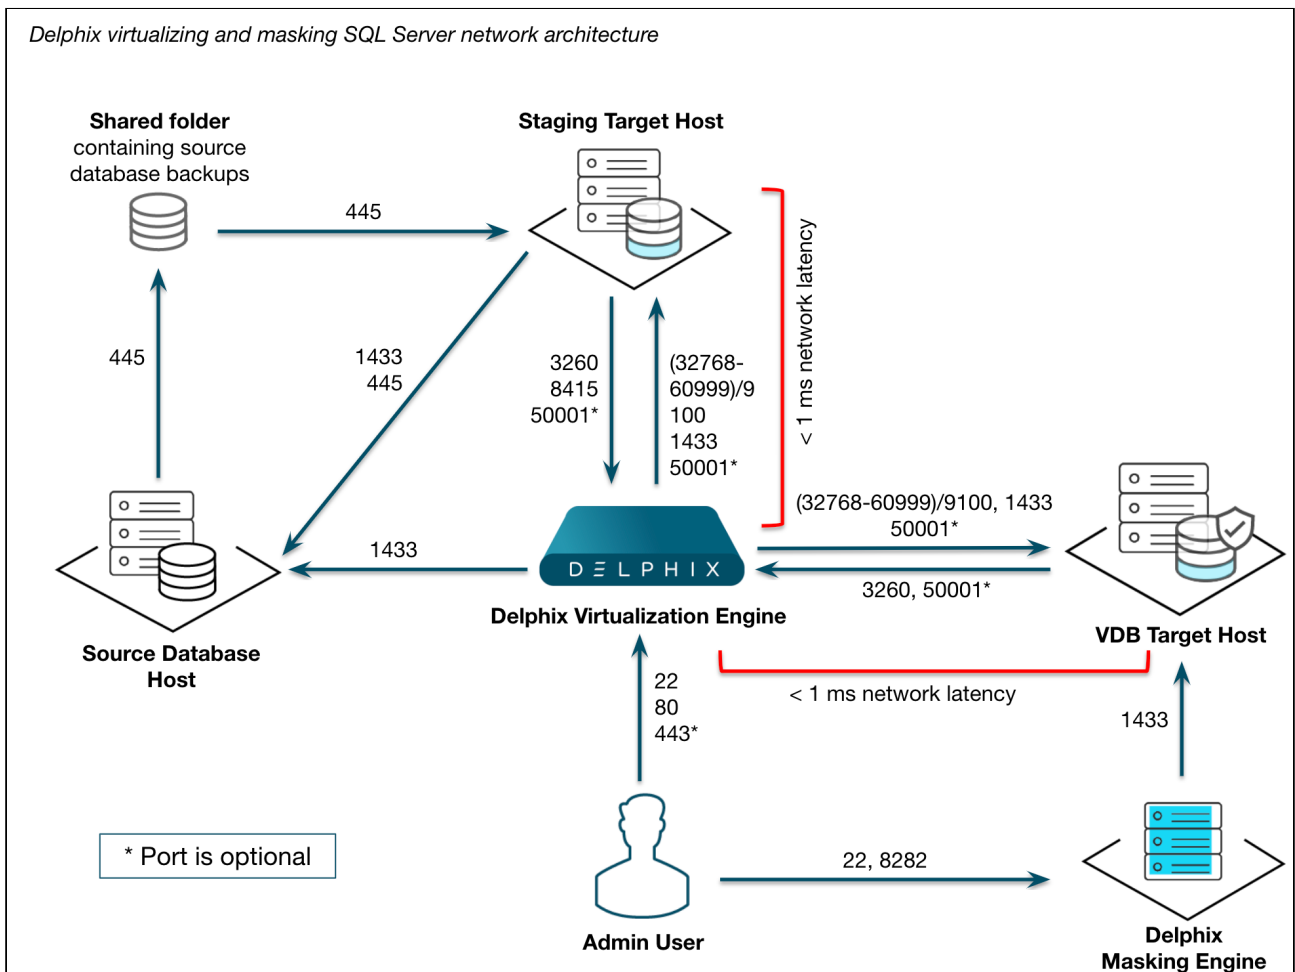 Delphix virtualizing and masking SQL Server network architecture
Shared folder
containing source
database backups
Staging Target Host
445
< 1 ms network latency
445
1433
445
3260
8415
50001*
(32768-
60999)/9
100
1433
50001*
(32768-60999)/9100, 1433
50001*
1433
DELPHIX
3260, 50001*
Delphix Virtualization Engine
VDB Target Host
Source Database
Host
22
80
443*
< 1 ms network latency
1433
* Port is optional
22, 8282
Admin User
Delphix
Masking Engine